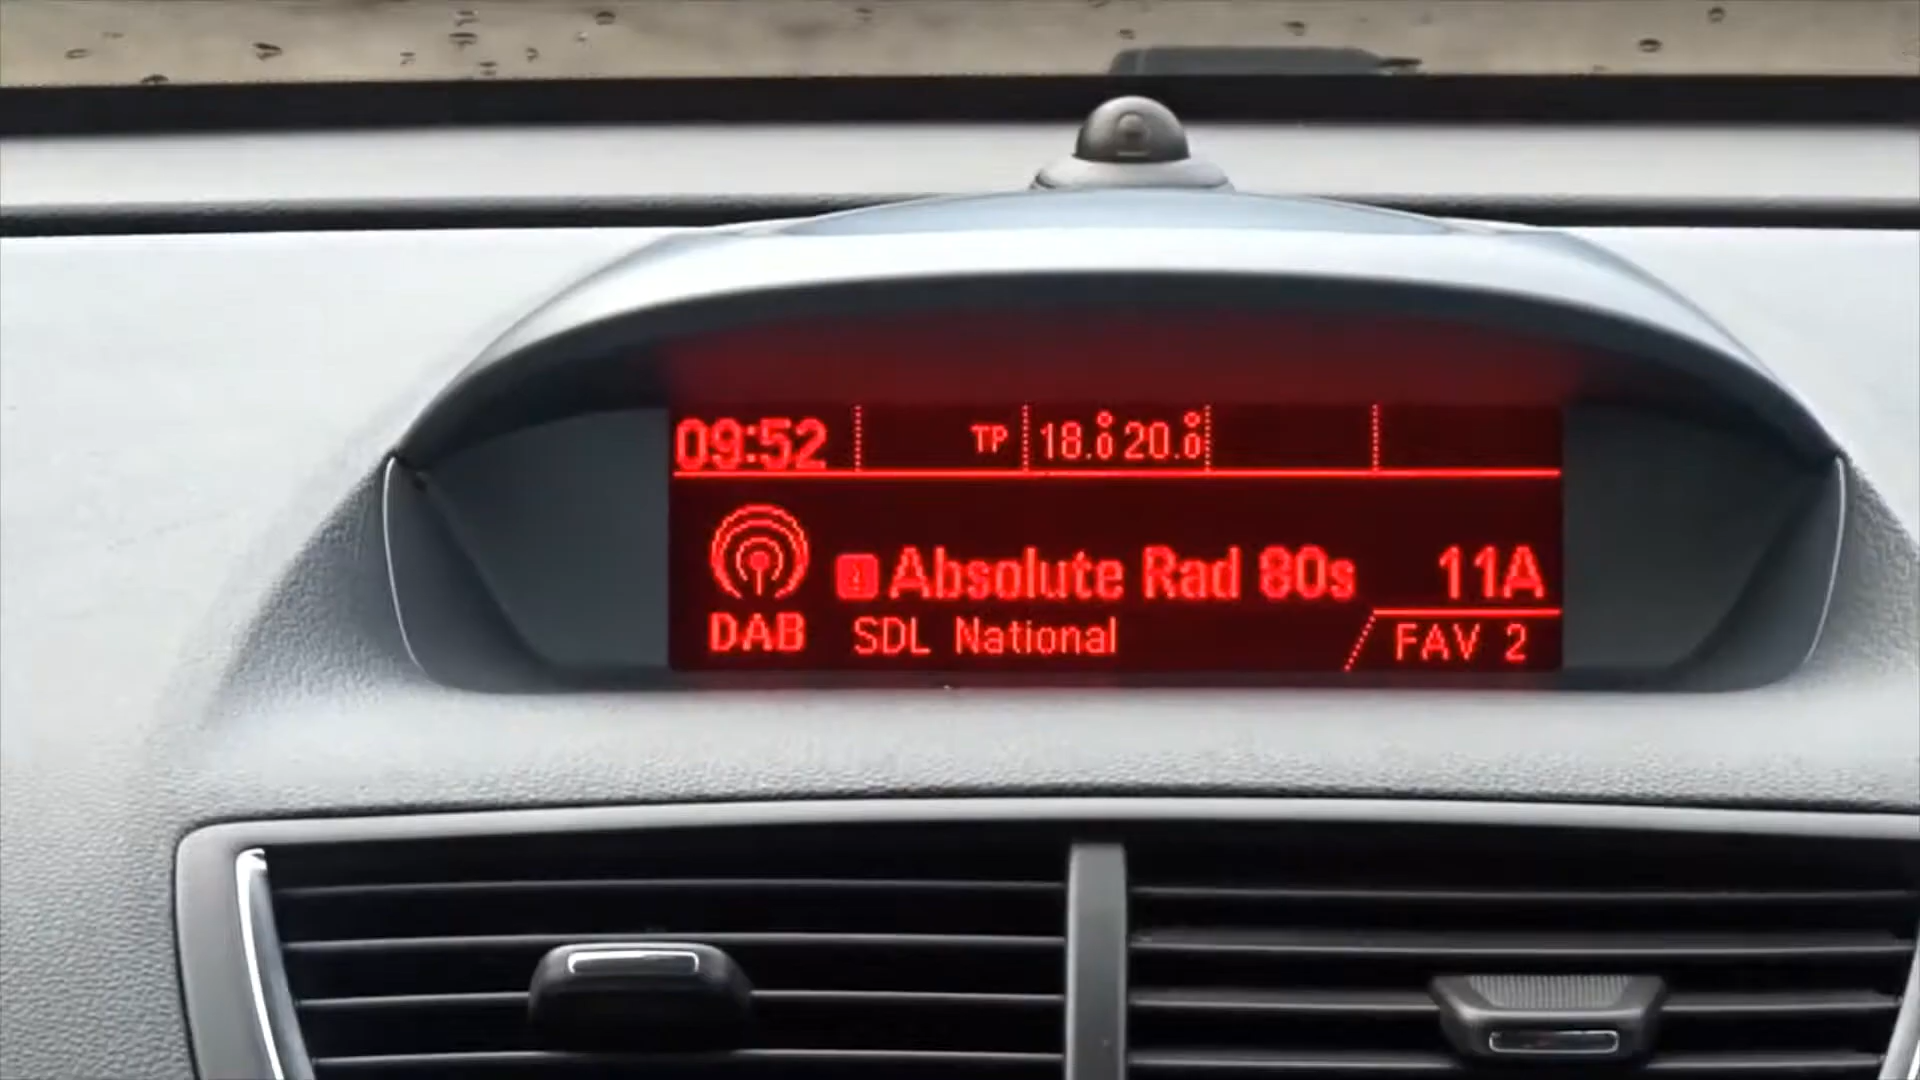 09:52 TP 18.0° 20.0°
Absolute Rad 80s 11A
DAB SDL National FAV 2